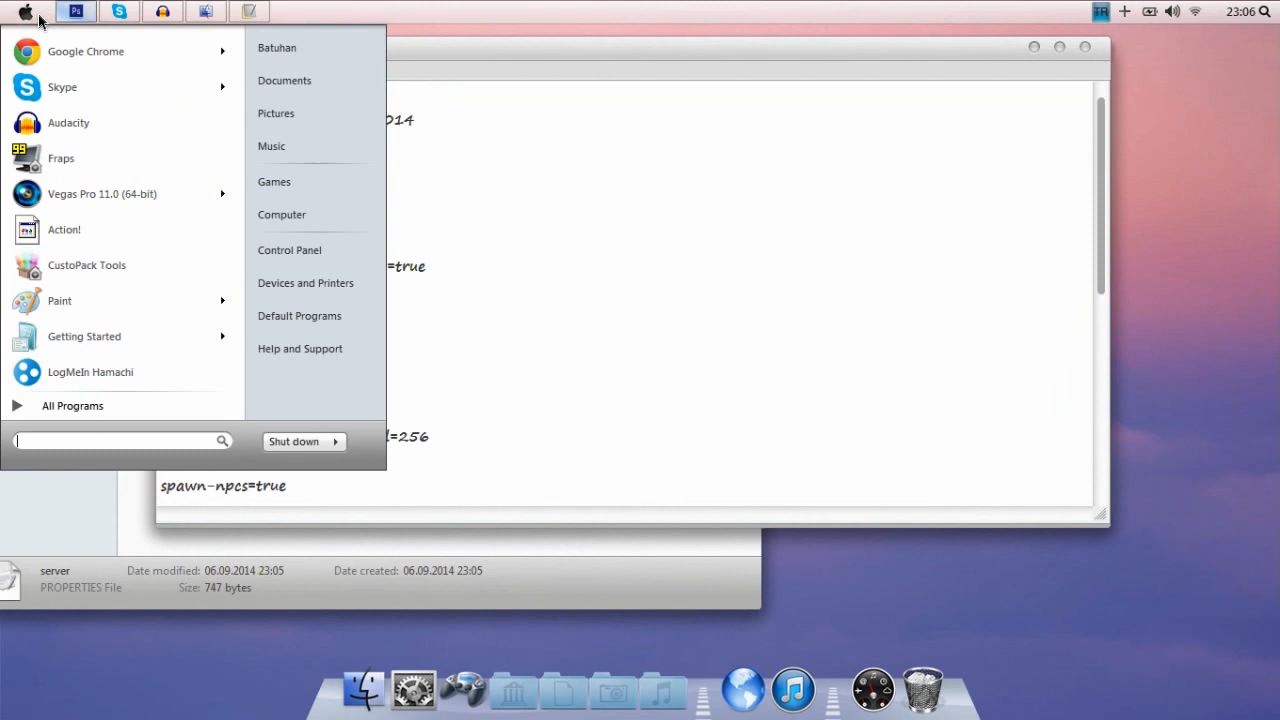 Ps
TR
23:06
Google Chrome
Skype
Audacity
99
Fraps
Vegas Pro 11.0 (64-bit)
Action!
CustoPack Tools
Paint
Getting Started
LogMeIn Hamachi
All Programs
Shut down
Batuhan
Documents
Pictures
Music
Games
Computer
Control Panel
Devices and Printers
Default Programs
Help and Support
014
=true
=256
spawn-npcs=true
server
Date modified: 06.09.2014 23:05
Date created: 06.09.2014 23:05
PROPERTIES File
Size: 747 bytes